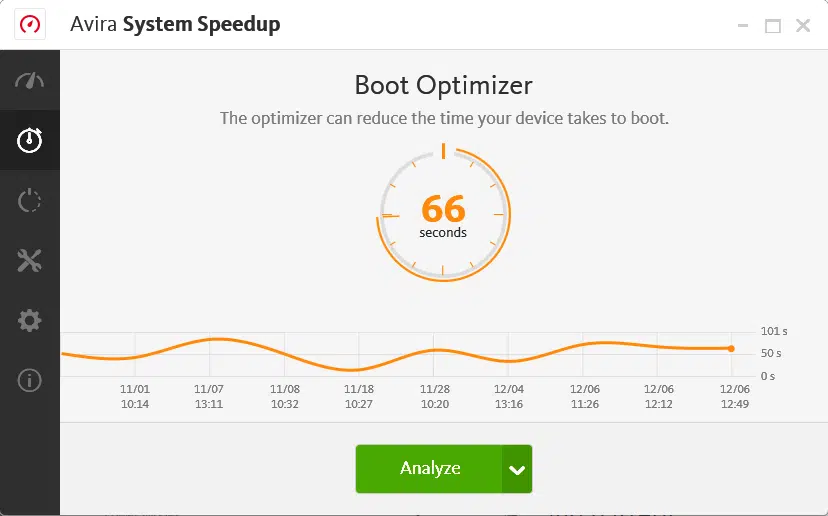 Avira System Speedup
Boot Optimizer
The optimizer can reduce the time your device takes to boot.
66
seconds
101 s
50 s
0 s
11/01 11/07 11/08 11/18 11/28 12/04 12/06 12/06 12/06
10:14 13:11 10:32 10:27 10:20 13:16 11:26 12:12 12:49
Analyze